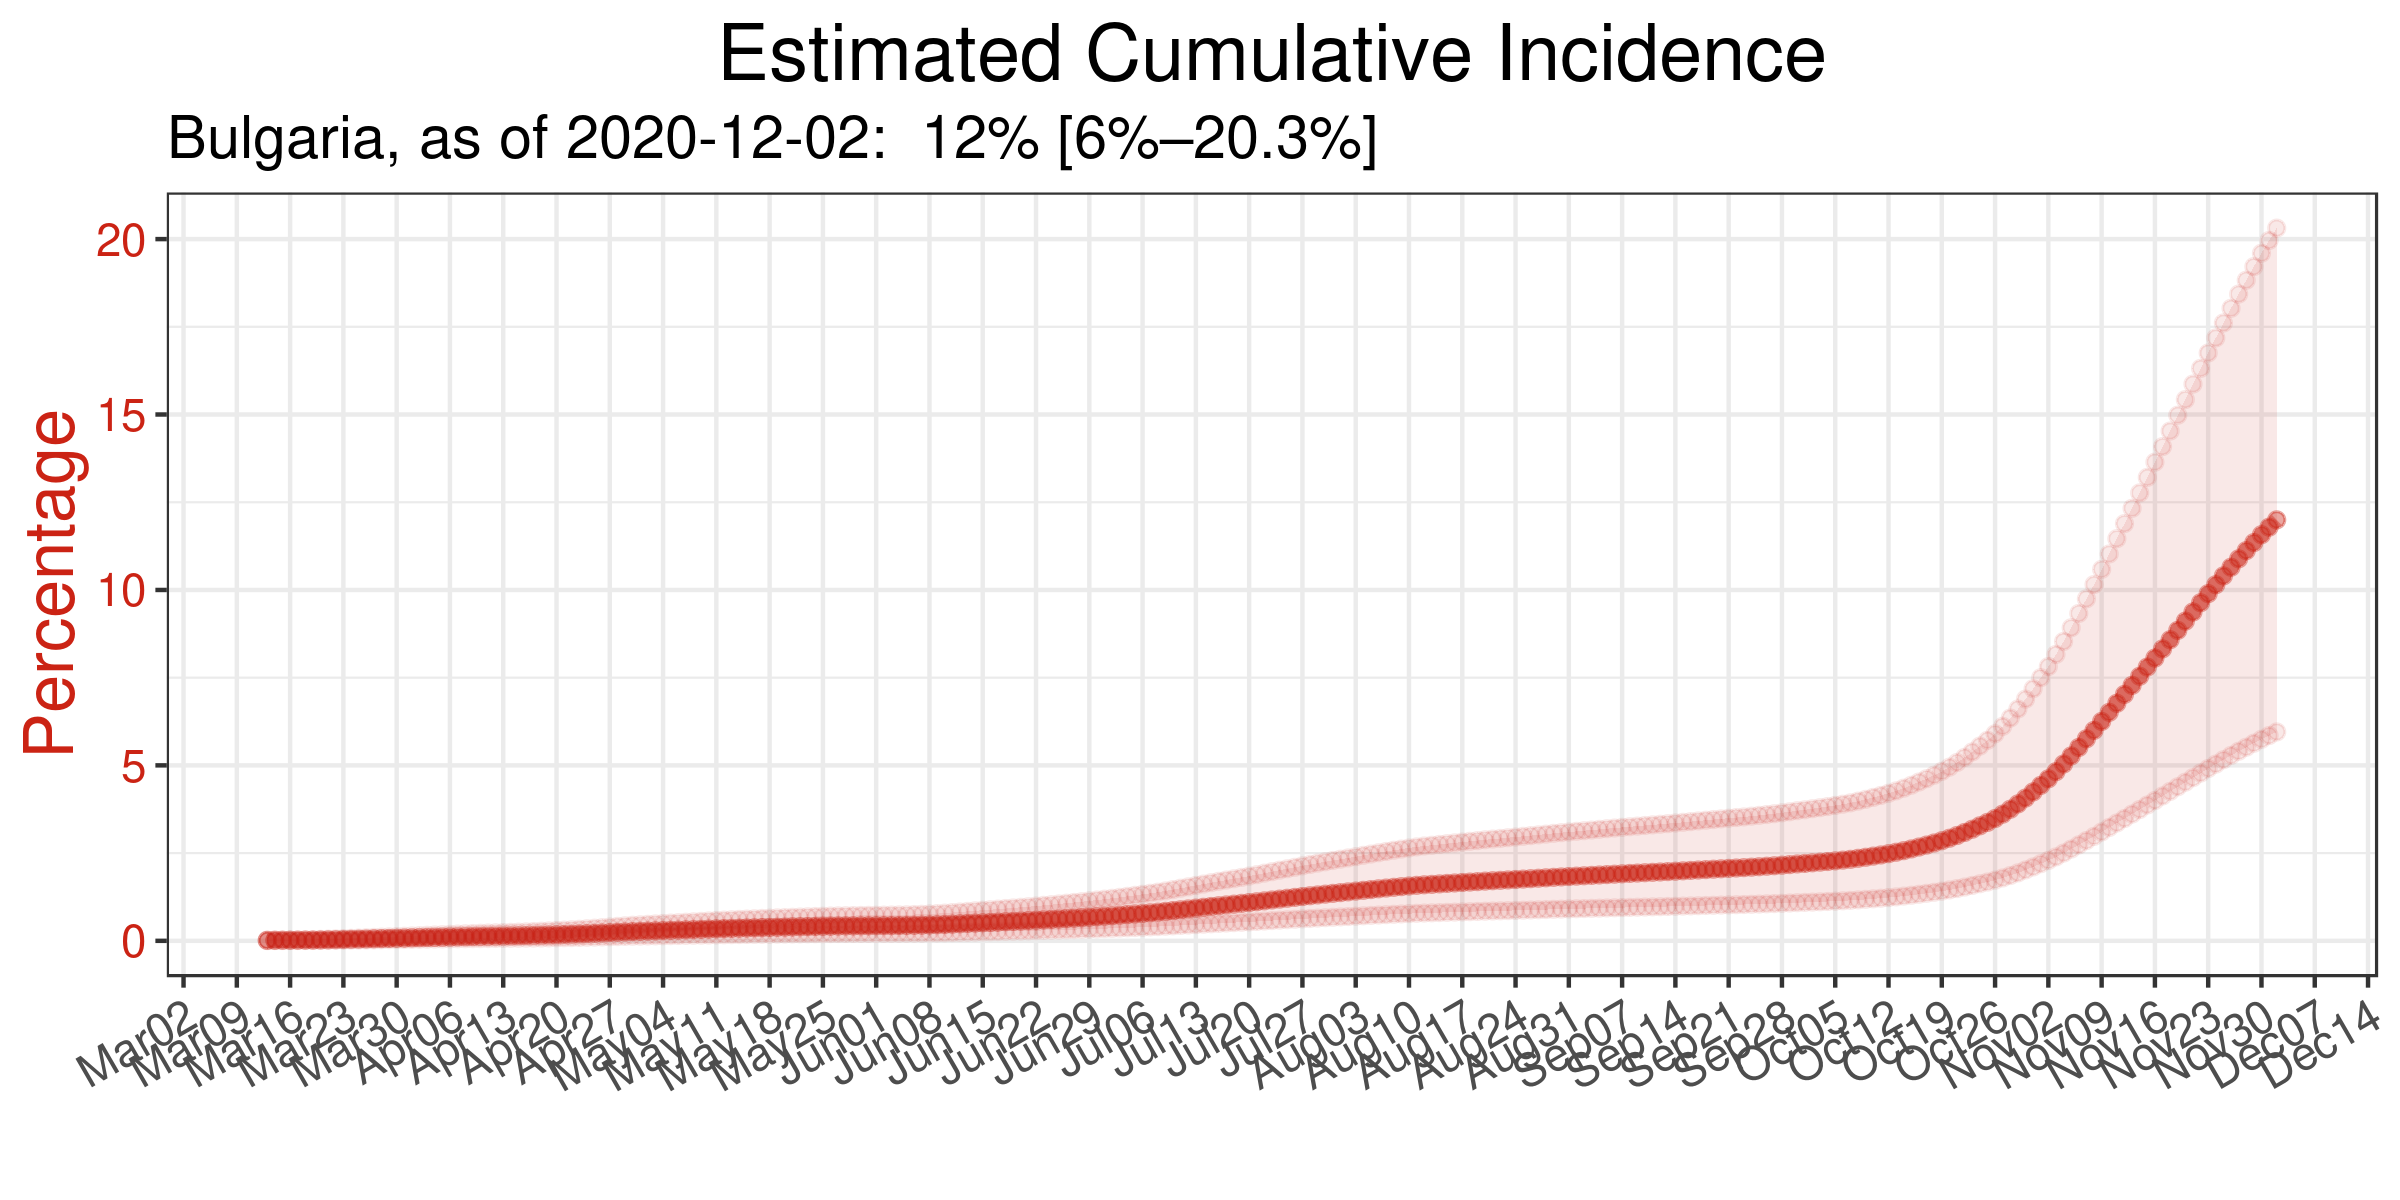 Estimated Cumulative Incidence
Bulgaria, as of 2020-12-02:  12% [6%–20.3%]
Percentage
20
15
10
5
0
Mar02
Mar09
Mar16
Mar23
Mar30
Apr06
Apr13
Apr20
Apr27
May04
May11
May18
May25
Jun01
Jun08
Jun15
Jun22
Jun29
Jul06
Jul13
Jul20
Jul27
Aug03
Aug10
Aug17
Aug24
Aug31
Sep07
Sep14
Sep21
Sep28
Oct05
Oct12
Oct19
Oct26
Nov02
Nov09
Nov16
Nov23
Nov30
Dec07
Dec14